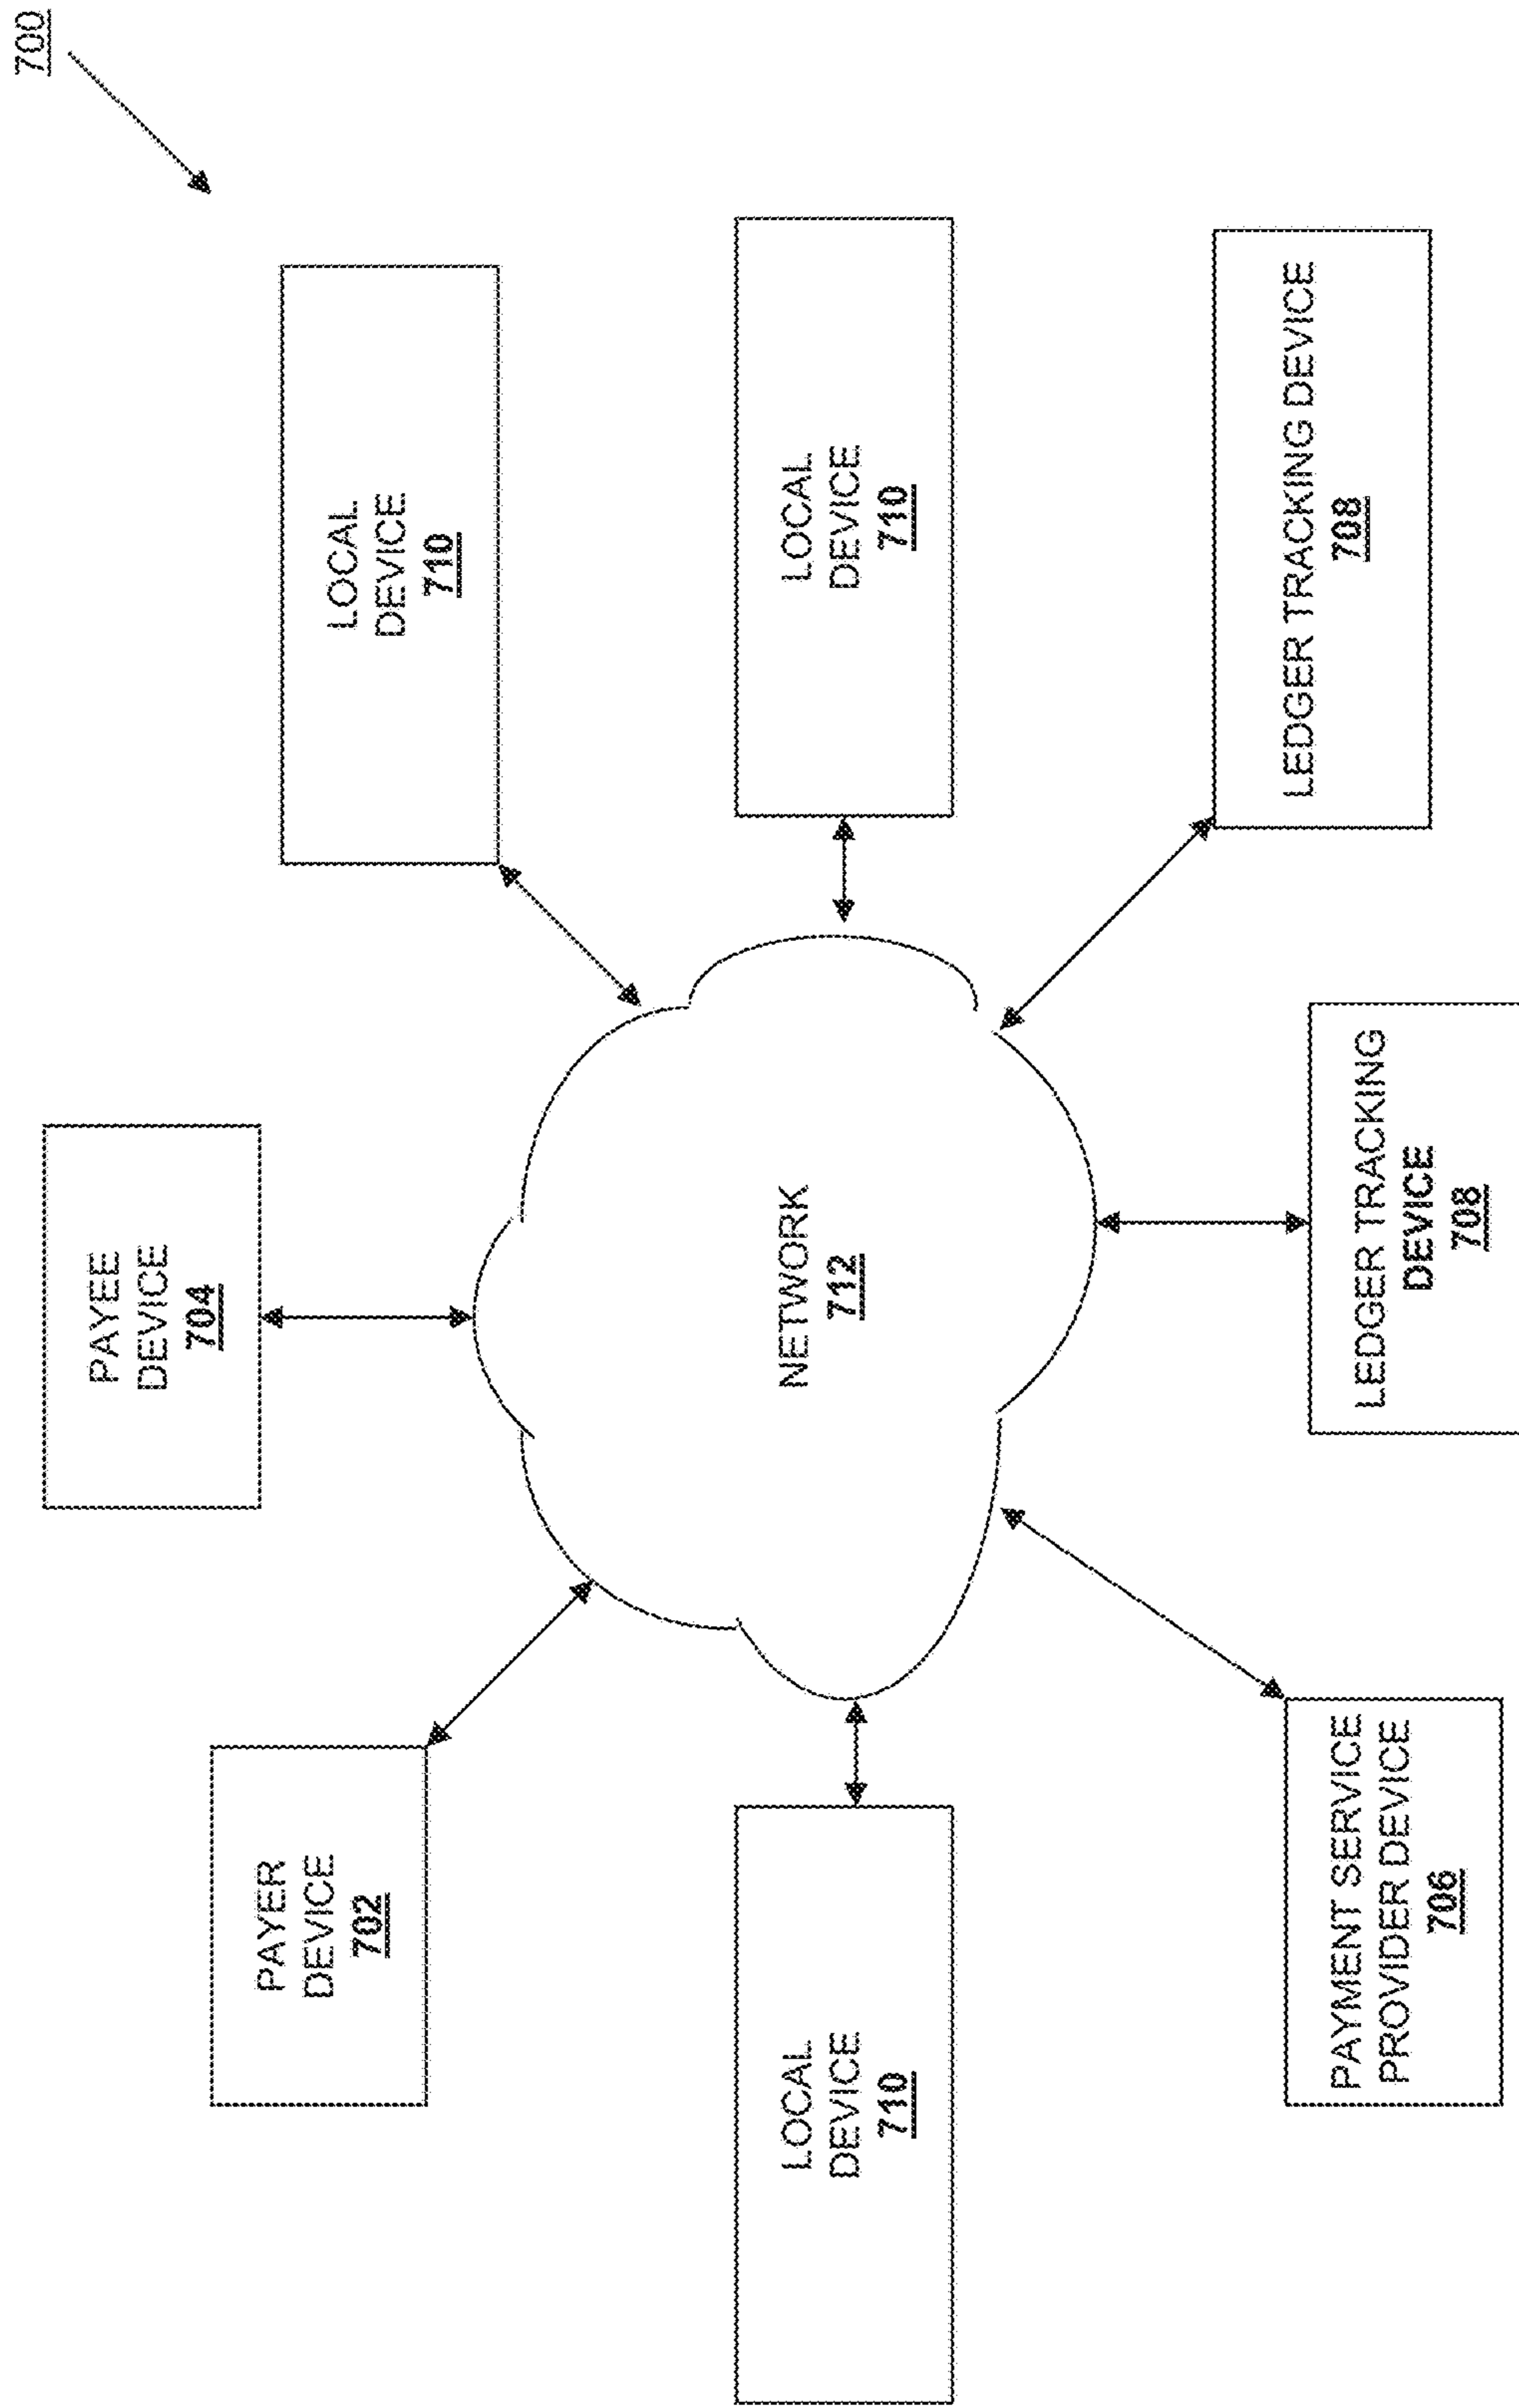 700
PAYER
DEVICE
702
PAYEE
DEVICE
704
LOCAL
DEVICE
710
LOCAL
DEVICE
710
NETWORK
712
LOCAL
DEVICE
710
PAYMENT SERVICE
PROVIDER DEVICE
706
LEDGER TRACKING
DEVICE
708
LEDGER TRACKING DEVICE
708